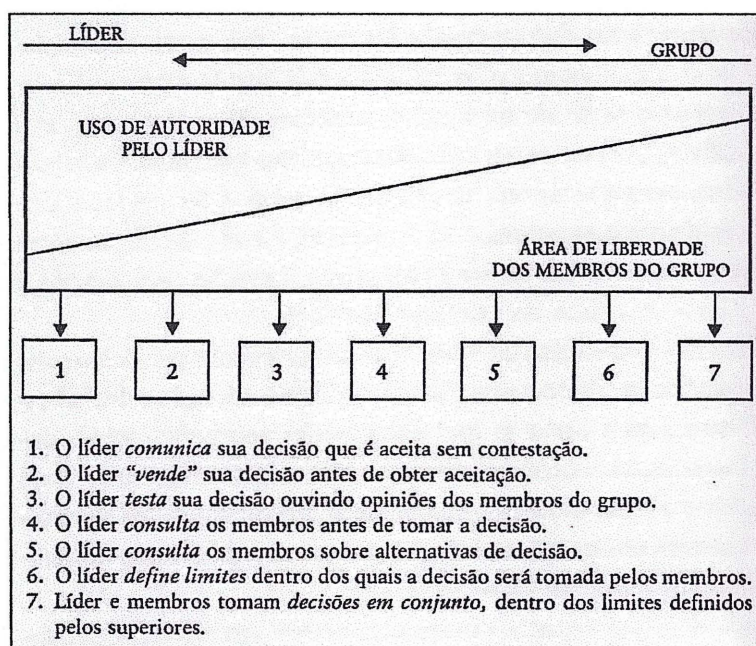 LÍDER
GRUPO
USO DE AUTORIDADE
PELO LÍDER
ÁREA DE LIBERDADE
DOS MEMBROS DO GRUPO
1 2 3 4 5 6 7
1. O líder comunica sua decisão que é aceita sem contestação.
2. O líder “vende” sua decisão antes de obter aceitação.
3. O líder testa sua decisão ouvindo opiniões dos membros do grupo.
4. O líder consulta os membros antes de tomar a decisão.
5. O líder consulta os membros sobre alternativas de decisão.
6. O líder define limites dentro dos quais a decisão será tomada pelos membros.
7. Líder e membros tomam decisões em conjunto, dentro dos limites definidos
pelos superiores.